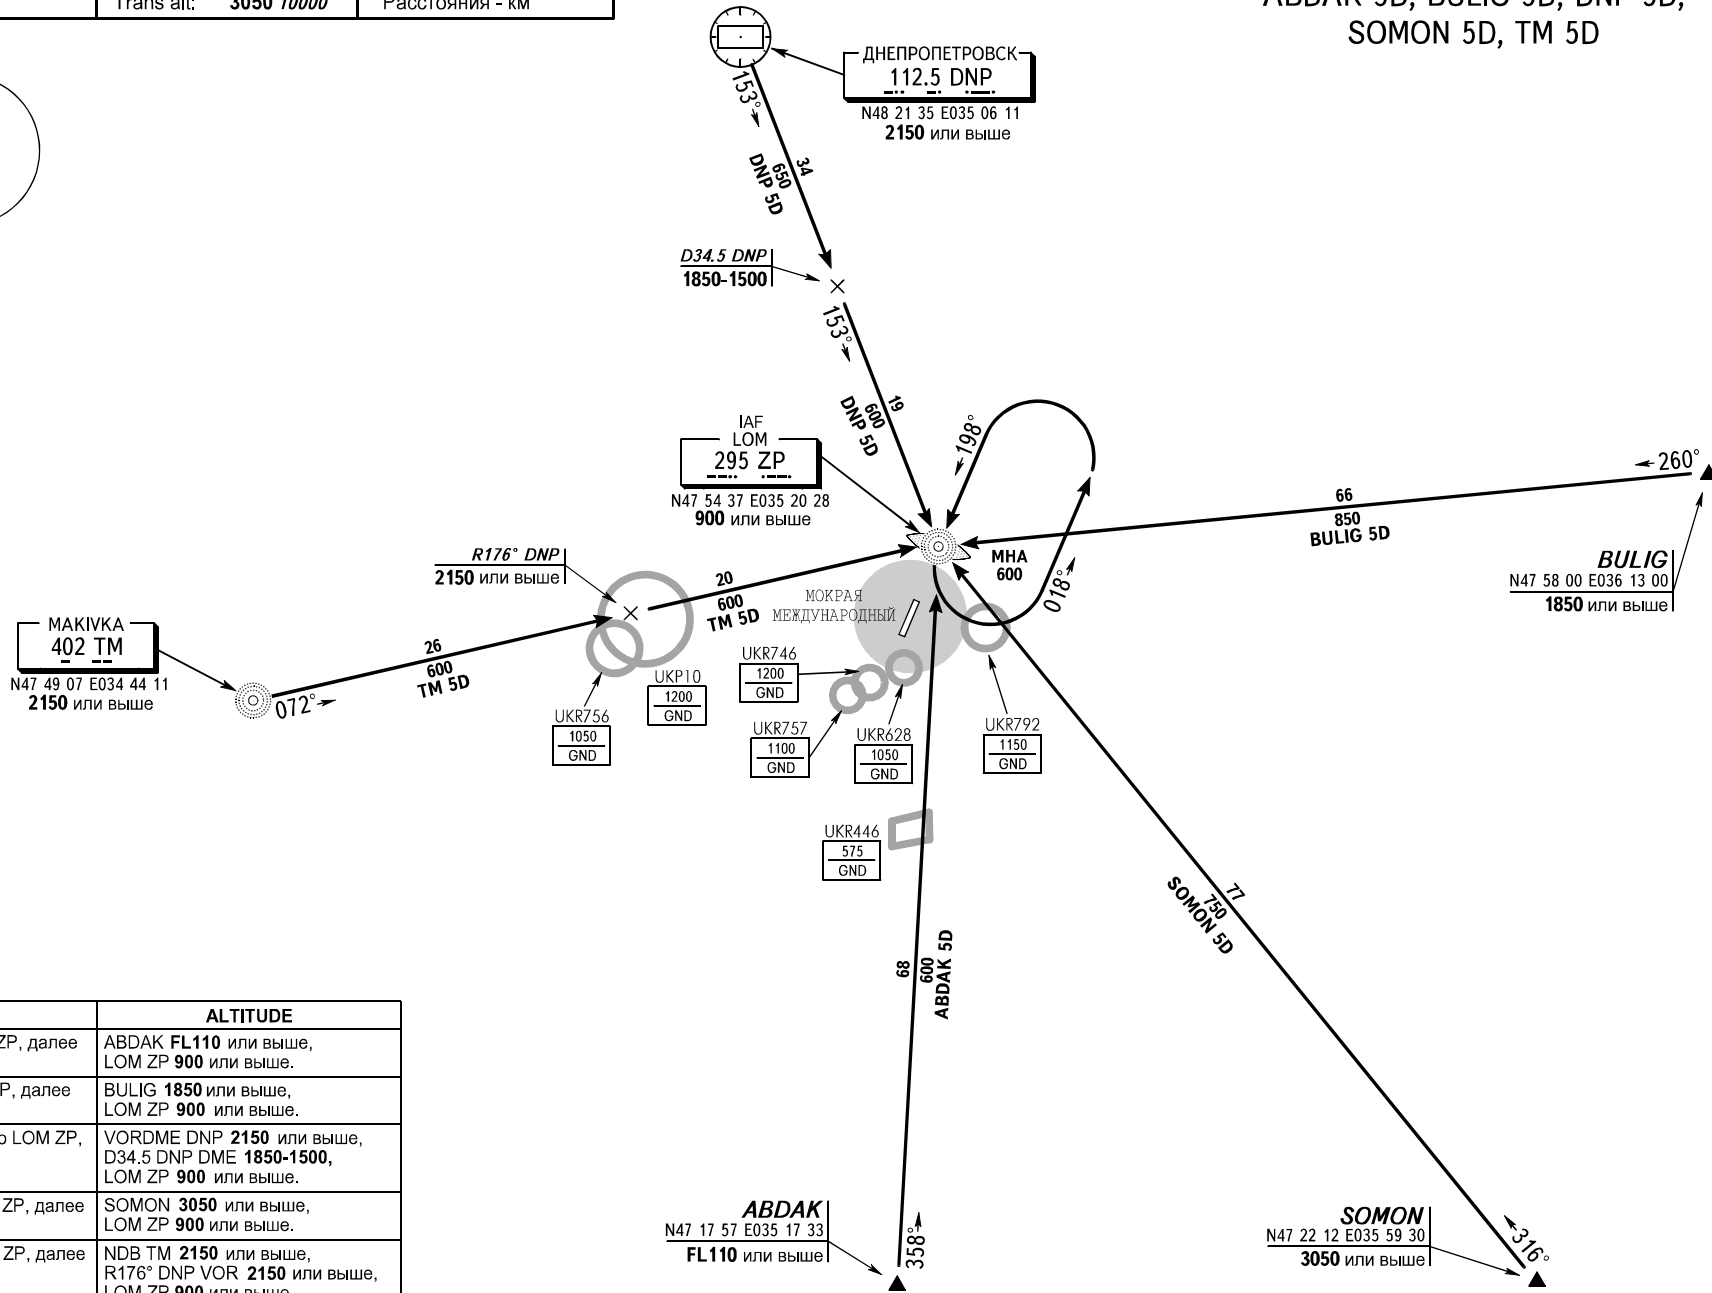 Trans alt: 3050 10000
Расстояния - км
SOMON 5D, TM 5D
ДНЕПРОПЕТРОВСК
112.5 DNP
N48 21 35 E035 06 11
2150 или выше
153°
34
650
DNP 5D
D34.5 DNP
1850-1500
153°
19
600
DNP 5D
IAF
LOM
295 ZP
N47 54 37 E035 20 28
900 или выше
198°
018°
MHA
600
260°
66
850
BULIG 5D
BULIG
N47 58 00 E036 13 00
1850 или выше
R176° DNP
2150 или выше
20
600
TM 5D
МОКРАЯ
МЕЖДУНАРОДНЫЙ
MAKIVKA
402 TM
N47 49 07 E034 44 11
2150 или выше
072°
26
600
TM 5D
UKR756
1050
GND
UKP10
1200
GND
UKR746
1200
GND
UKR757
1100
GND
UKR628
1050
GND
UKR792
1150
GND
UKR446
575
GND
68
600
ABDAK 5D
77
750
SOMON 5D
ABDAK
N47 17 57 E035 17 33
FL110 или выше
358°
SOMON
N47 22 12 E035 59 30
3050 или выше
316°
ALTITUDE
ZP, далее
ABDAK FL110 или выше,
LOM ZP 900 или выше.
P, далее
BULIG 1850 или выше,
LOM ZP 900 или выше.
LOM ZP,
VORDME DNP 2150 или выше,
D34.5 DNP DME 1850-1500,
LOM ZP 900 или выше.
ZP, далее
SOMON 3050 или выше,
LOM ZP 900 или выше.
ZP, далее
NDB TM 2150 или выше,
R176° DNP VOR 2150 или выше,
LOM ZP 900 или выше